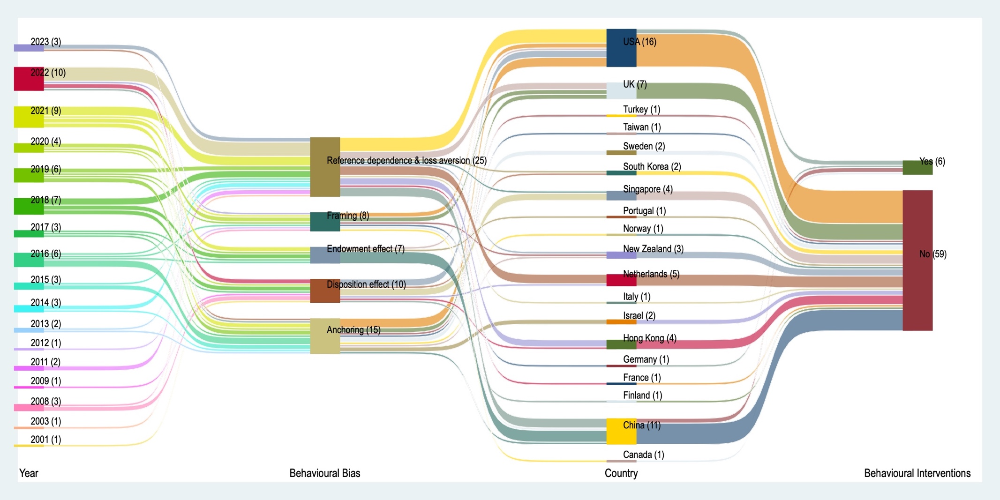 2023 (3)
2022 (10)
2021 (9)
2020 (4)
2019 (6)
2018 (7)
2017 (3)
2016 (6)
2015 (3)
2014 (3)
2013 (2)
2012 (1)
2011 (2)
2009 (1)
2008 (3)
2003 (1)
2001 (1)
Year
Reference dependence & loss aversion (25)
Framing (8)
Endowment effect (7)
Disposition effect (10)
Anchoring (15)
Behavioural Bias
USA (16)
UK (7)
Turkey (1)
Taiwan (1)
Sweden (2)
South Korea (2)
Singapore (4)
Portugal (1)
Norway (1)
New Zealand (3)
Netherlands (5)
Italy (1)
Israel (2)
Hong Kong (4)
Germany (1)
France (1)
Finland (1)
China (11)
Canada (1)
Country
Yes (6)
No (59)
Behavioural Interventions